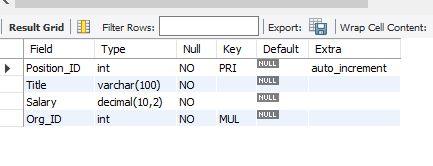 Result Grid Filter Rows: Export: Wrap Cell Content:
Field Type Null Key Default Extra
Position_ID int NO PRI NULL auto_increment
Title varchar(100) NO NULL
Salary decimal(10,2) NO NULL
Org_ID int NO MUL NULL